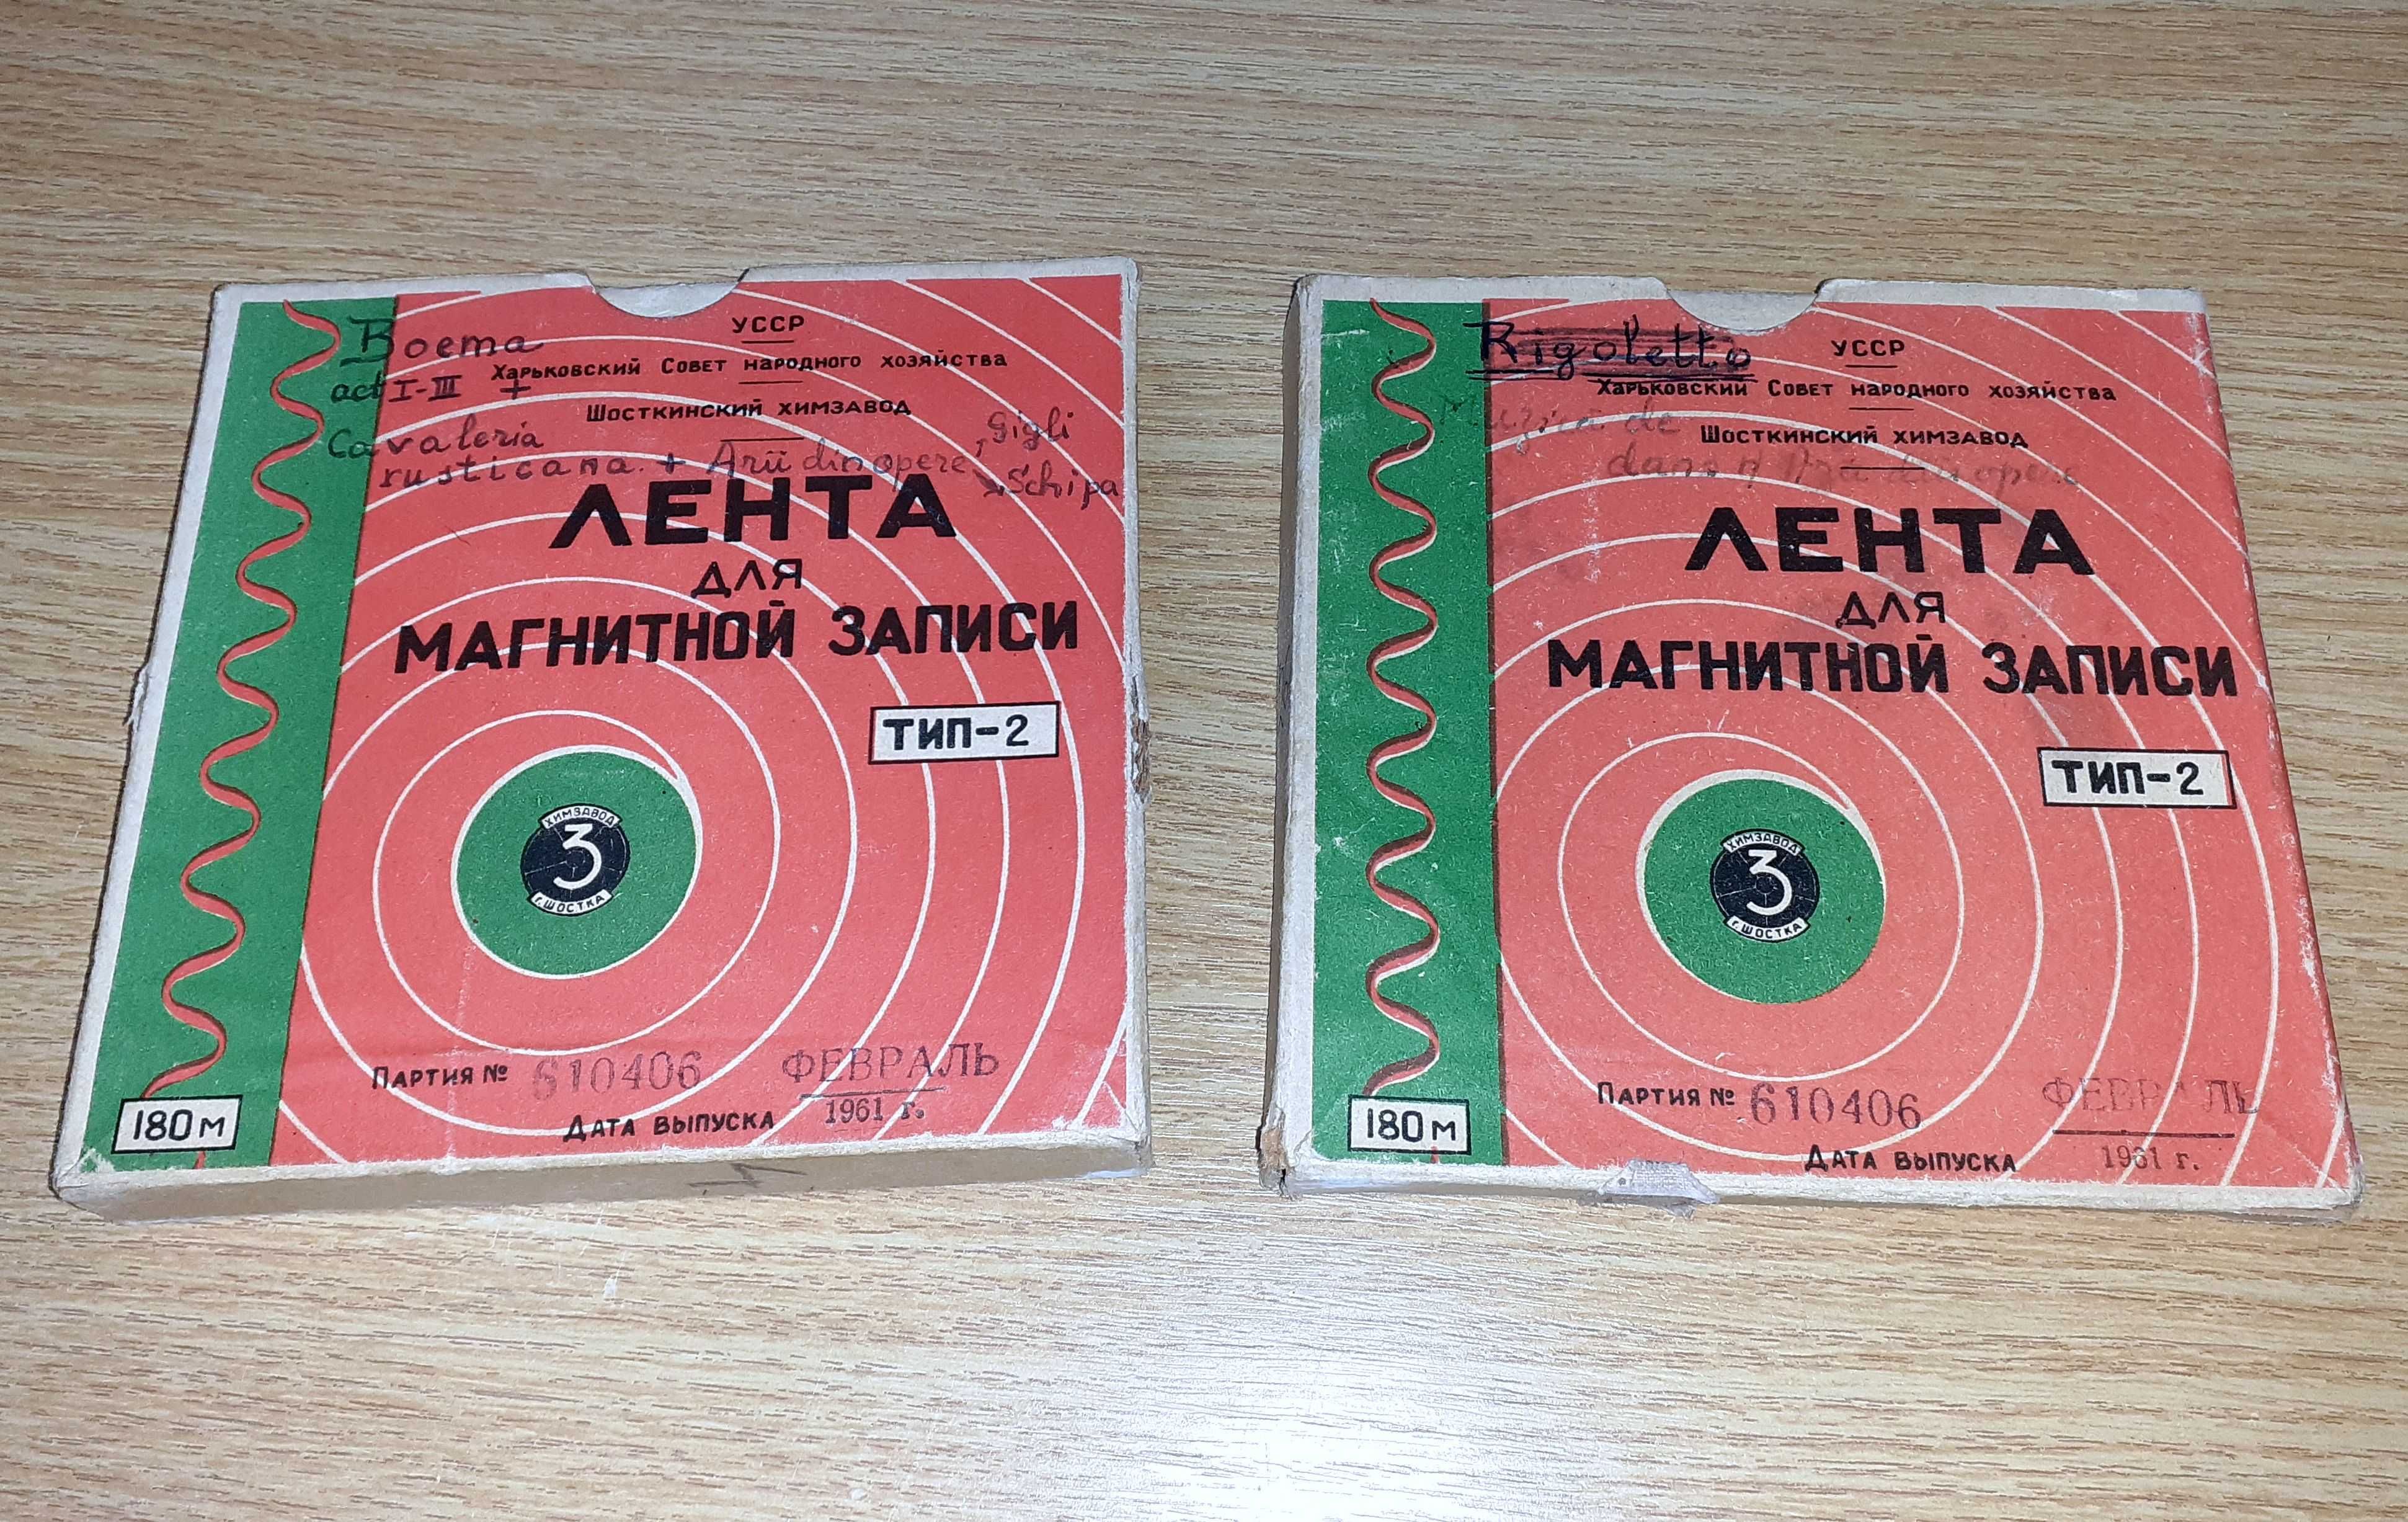 Boema
УССР
Харьковский Совет народного хозяйства
act I-III +
Шосткинский химзавод
Cavaleria
rusticana + Arii din opere, Gigli
Schipa
ЛЕНТА
ДЛЯ
МАГНИТНОЙ ЗАПИСИ
ТИП-2
ХИМЗАВОД
3
г. ШОСТКА
Партия № 610406
ФЕВРАЛЬ
Дата выпуска 1961 г.
180 м
Rigoletto
УССР
Харьковский Совет народного хозяйства
de
Шосткинский химзавод
opere
ЛЕНТА
ДЛЯ
МАГНИТНОЙ ЗАПИСИ
ТИП-2
ХИМЗАВОД
3
г. ШОСТКА
Партия № 610406
ФЕВРАЛЬ
Дата выпуска 1961 г.
180 м